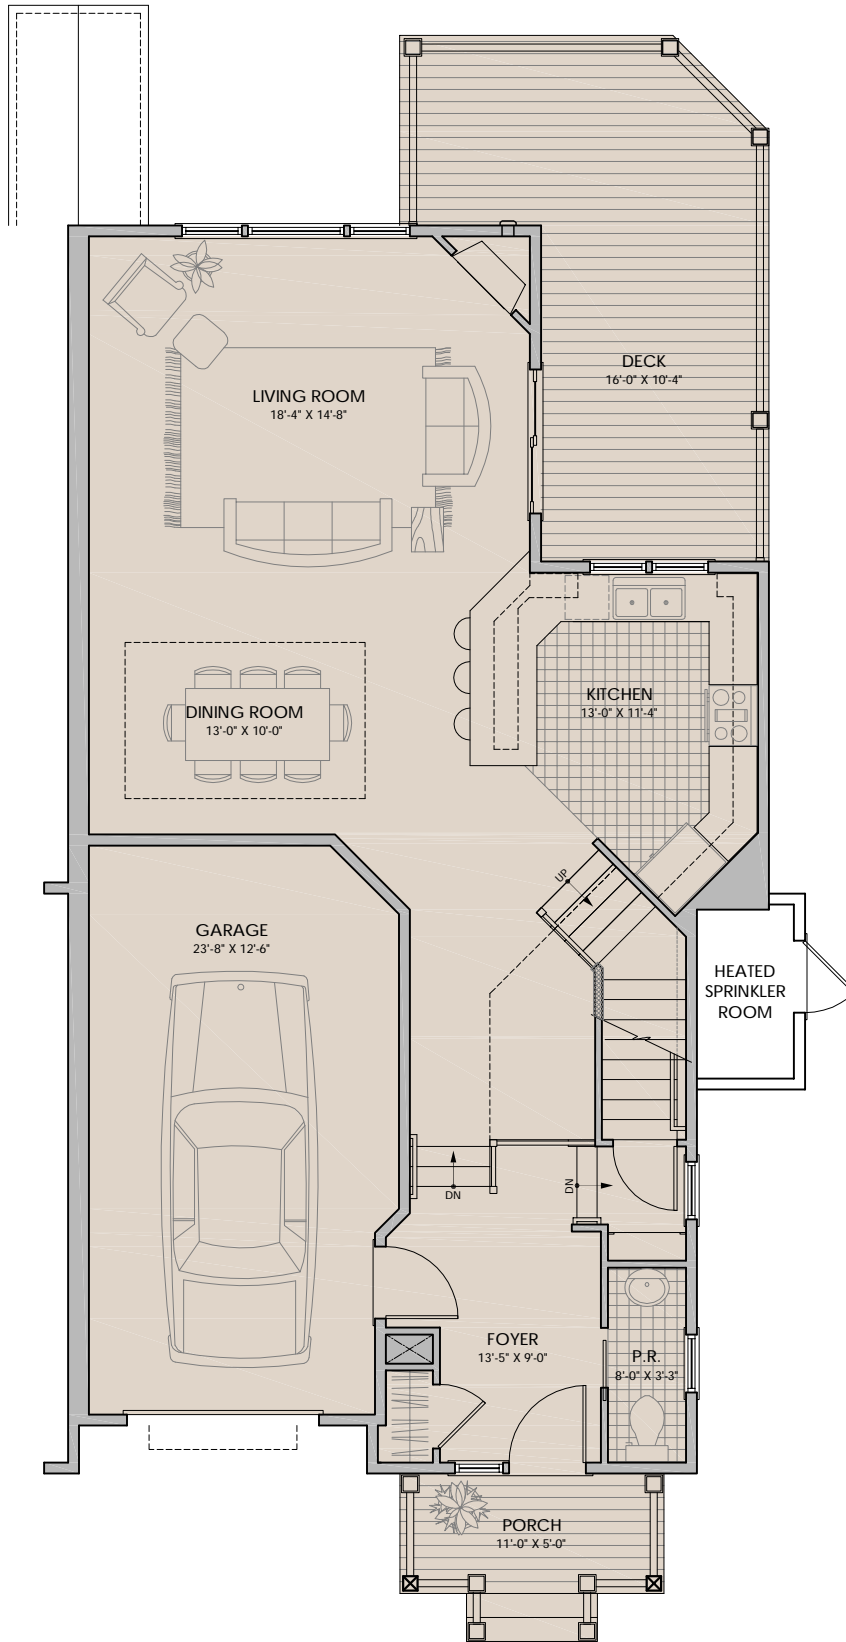 DECK
16'-0" X 10'-4"
LIVING ROOM
18'-4" X 14'-8"
KITCHEN
13'-0" X 11'-4"
DINING ROOM
13'-0" X 10'-0"
UP
GARAGE
23'-8" X 12'-6"
HEATED
SPRINKLER
ROOM
DN
DN
FOYER
13'-5" X 9'-0"
P.R.
8'-0" X 3'-3"
PORCH
11'-0" X 5'-0"